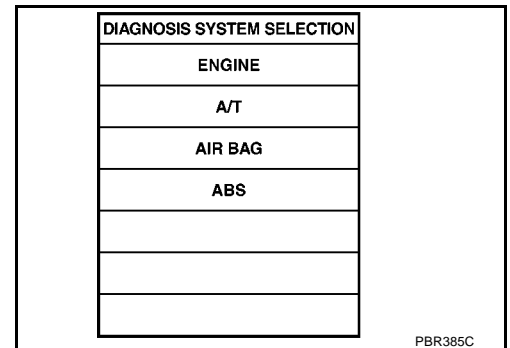 DIAGNOSIS SYSTEM SELECTION
ENGINE
A/T
AIR BAG
ABS
PBR385C